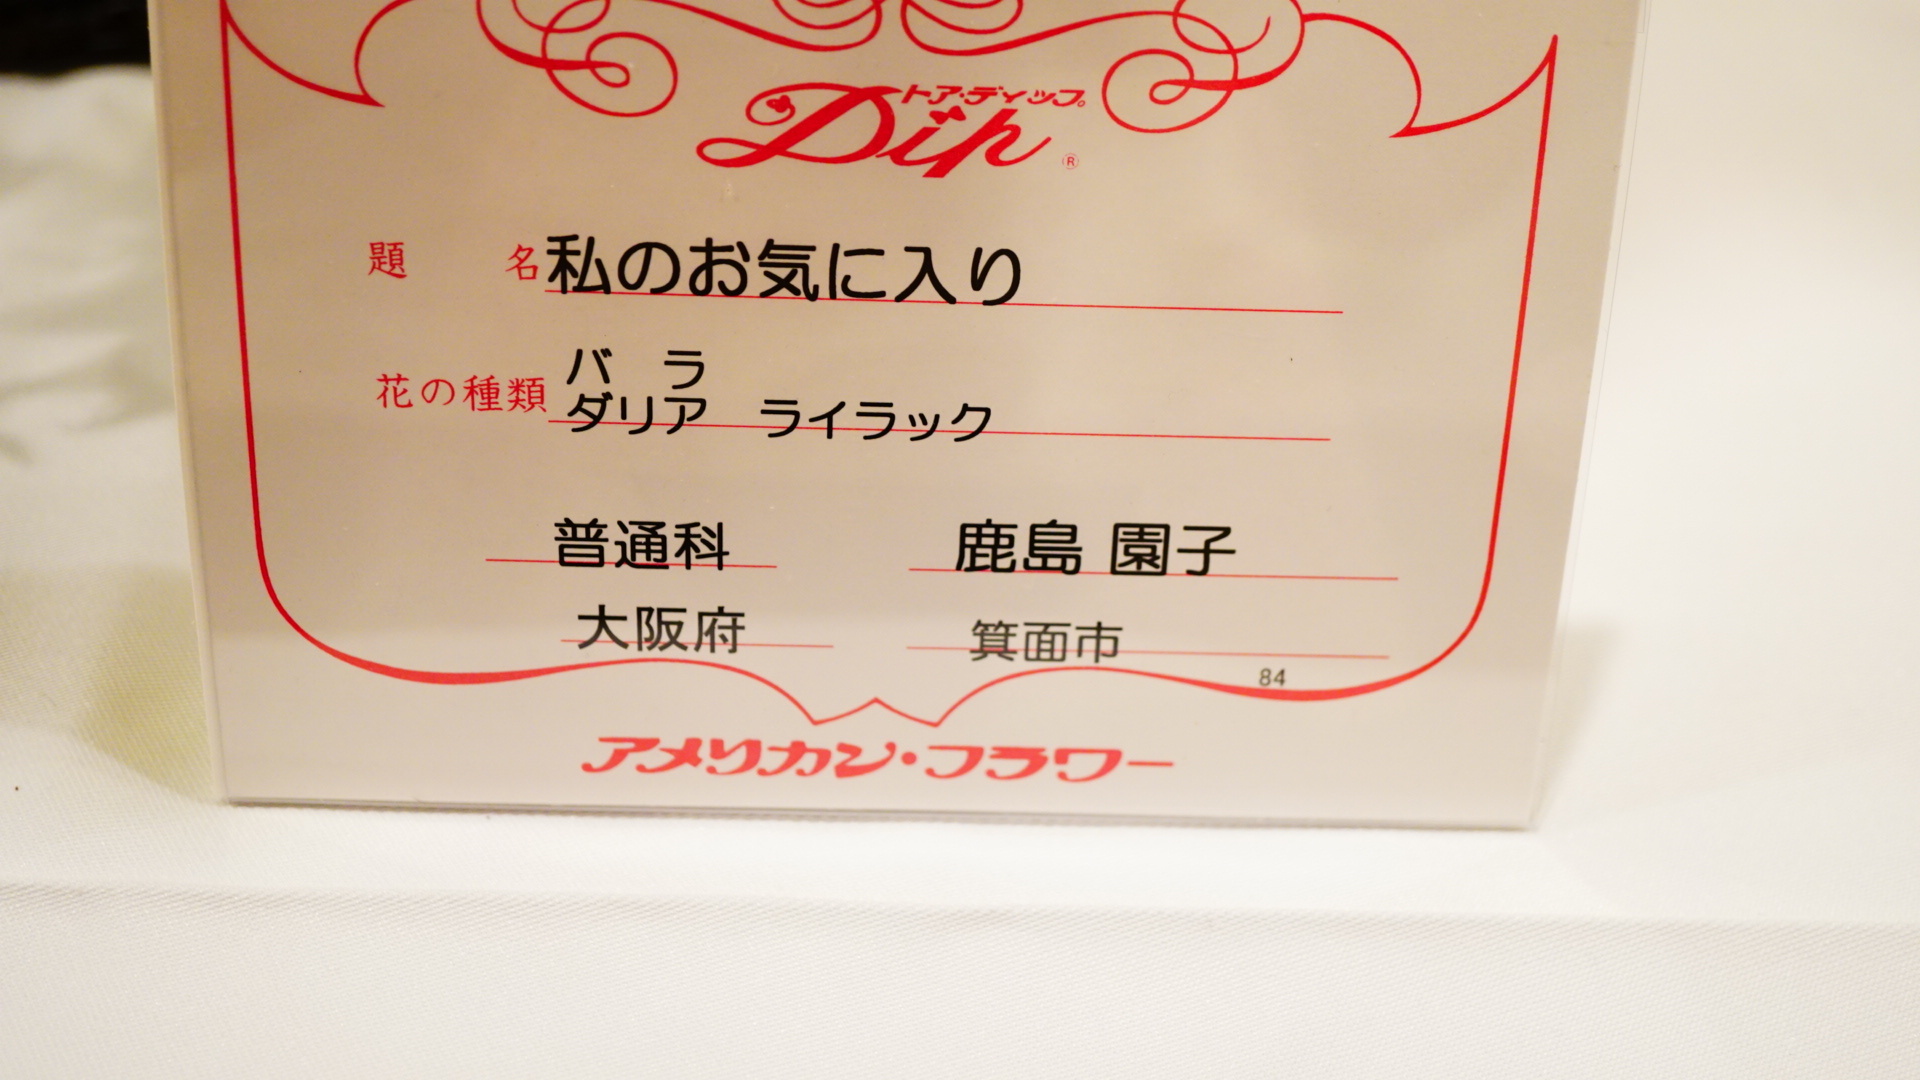 トア・ディップ。
Dip ®
題 名 私のお気に入り
花の種類 バ ラ
ダリア ライラック
普通科 鹿島 園子
大阪府 箕面市
84
アメリカン・フラワー